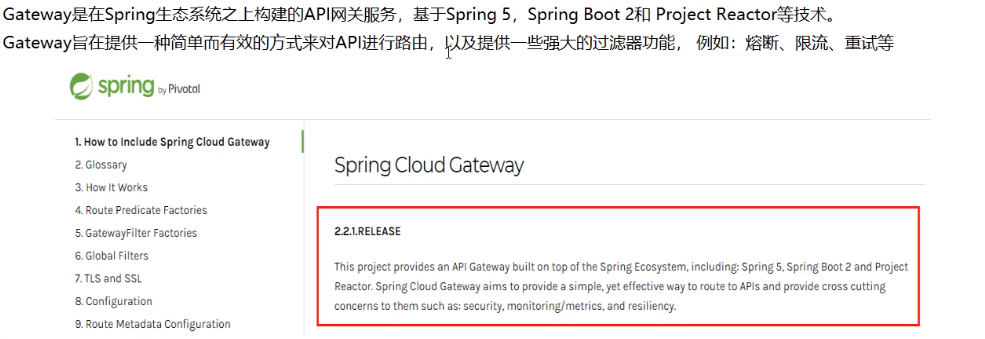 Gateway是在Spring生态系统之上构建的API网关服务，基于Spring 5，Spring Boot 2和 Project Reactor等技术。
Gateway旨在提供一种简单而有效的方式来对API进行路由，以及提供一些强大的过滤器功能， 例如：熔断、限流、重试等
spring by Pivotal
1. How to Include Spring Cloud Gateway
2. Glossary
3. How It Works
4. Route Predicate Factories
5. GatewayFilter Factories
6. Global Filters
7. TLS and SSL
8. Configuration
9. Route Metadata Configuration
Spring Cloud Gateway
2.2.1.RELEASE
This project provides an API Gateway built on top of the Spring Ecosystem, including: Spring 5, Spring Boot 2 and Project
Reactor. Spring Cloud Gateway aims to provide a simple, yet effective way to route to APIs and provide cross cutting
concerns to them such as: security, monitoring/metrics, and resiliency.